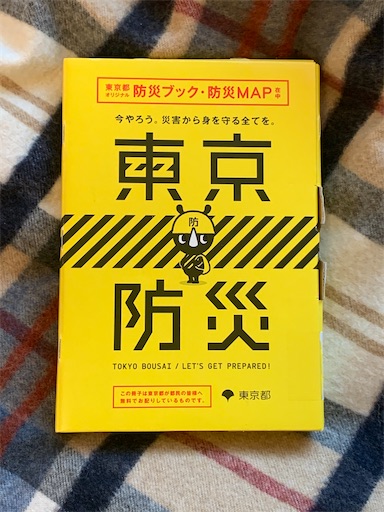 東京都
オリジナル
防災ブック・防災MAP 在中
今やろう。災害から身を守る全てを。
東京
防
防災
TOKYO BOUSAI / LET'S GET PREPARED!
この冊子は東京都が都民の皆様へ
無料でお配りしているものです。
東京都